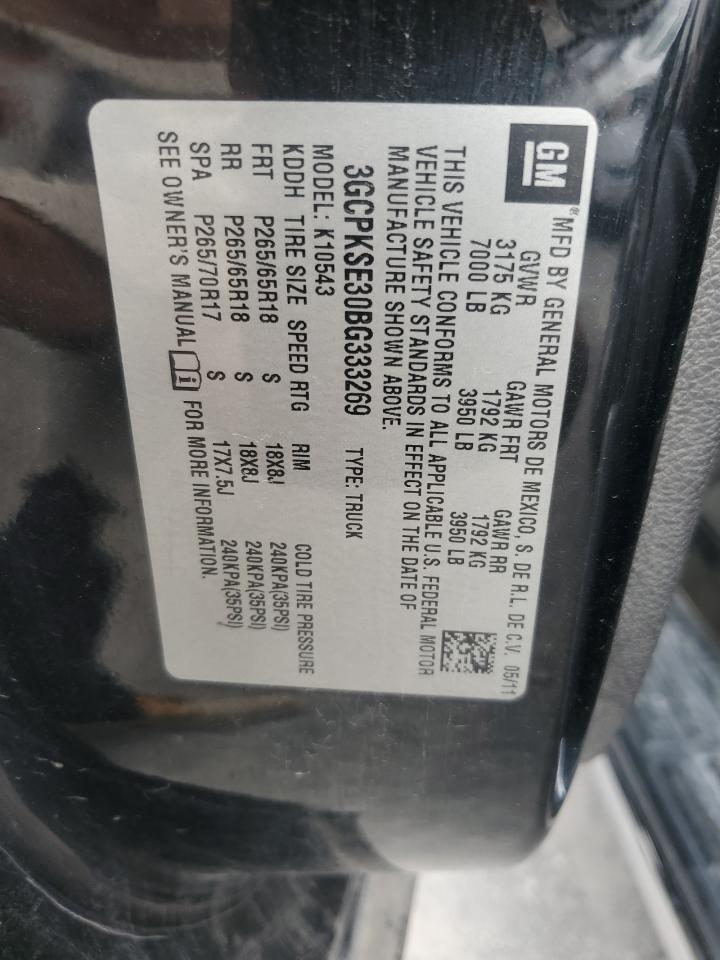 GM ® MFD BY GENERAL MOTORS DE MEXICO, S. DE R.L. DE C.V. 05/11
GVWR GAWR FRT GAWR RR
3175 KG 1792 KG 1792 KG
7000 LB 3950 LB 3950 LB
THIS VEHICLE CONFORMS TO ALL APPLICABLE U.S. FEDERAL MOTOR
VEHICLE SAFETY STANDARDS IN EFFECT ON THE DATE OF
MANUFACTURE SHOWN ABOVE.
3GCPKSE30BG333269 TYPE: TRUCK
MODEL: K10543
KDDH TIRE SIZE SPEED RTG RIM COLD TIRE PRESSURE
FRT P265/65R18 S 18X8J 240KPA(35PSI)
RR P265/65R18 S 18X8J 240KPA(35PSI)
SPA P265/70R17 S 17X7.5J 240KPA(35PSI)
SEE OWNER'S MANUAL i FOR MORE INFORMATION.